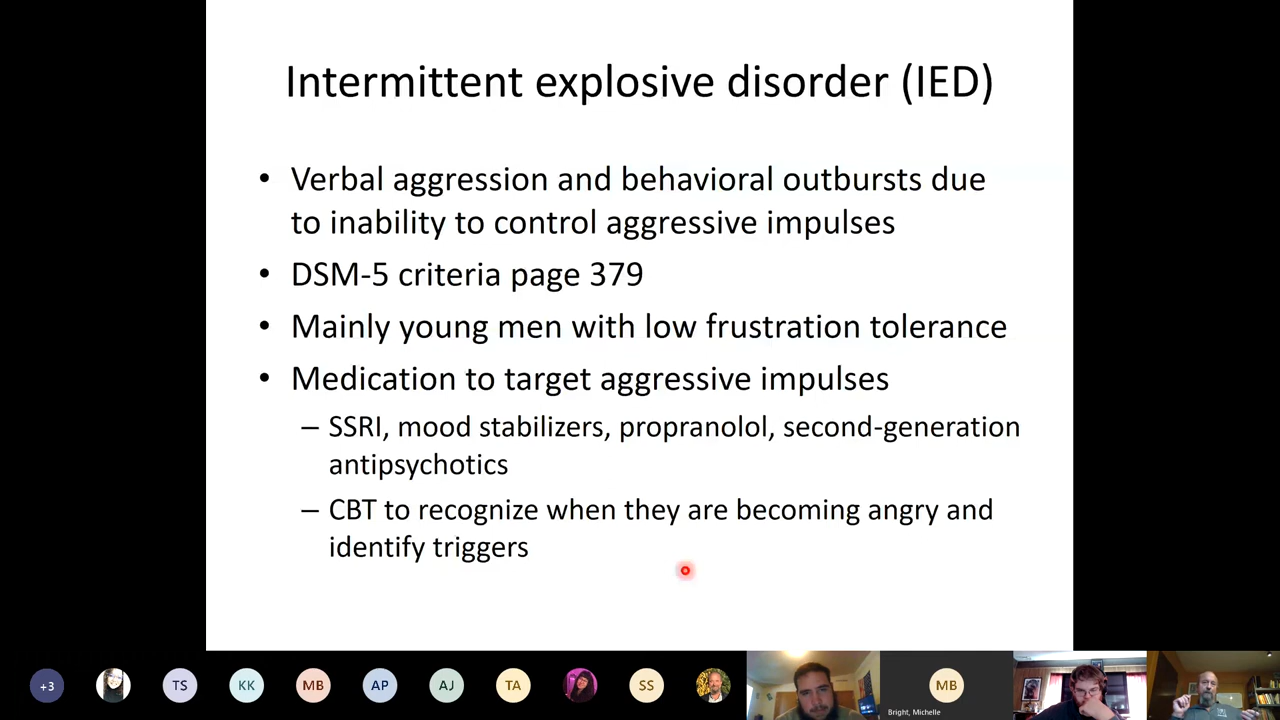 Intermittent explosive disorder (IED)
• Verbal aggression and behavioral outbursts due
to inability to control aggressive impulses
• DSM-5 criteria page 379
• Mainly young men with low frustration tolerance
• Medication to target aggressive impulses
– SSRI, mood stabilizers, propranolol, second-generation
antipsychotics
– CBT to recognize when they are becoming angry and
identify triggers
+3
TS
KK
MB
AP
AJ
TA
SS
MB
Bright, Michelle